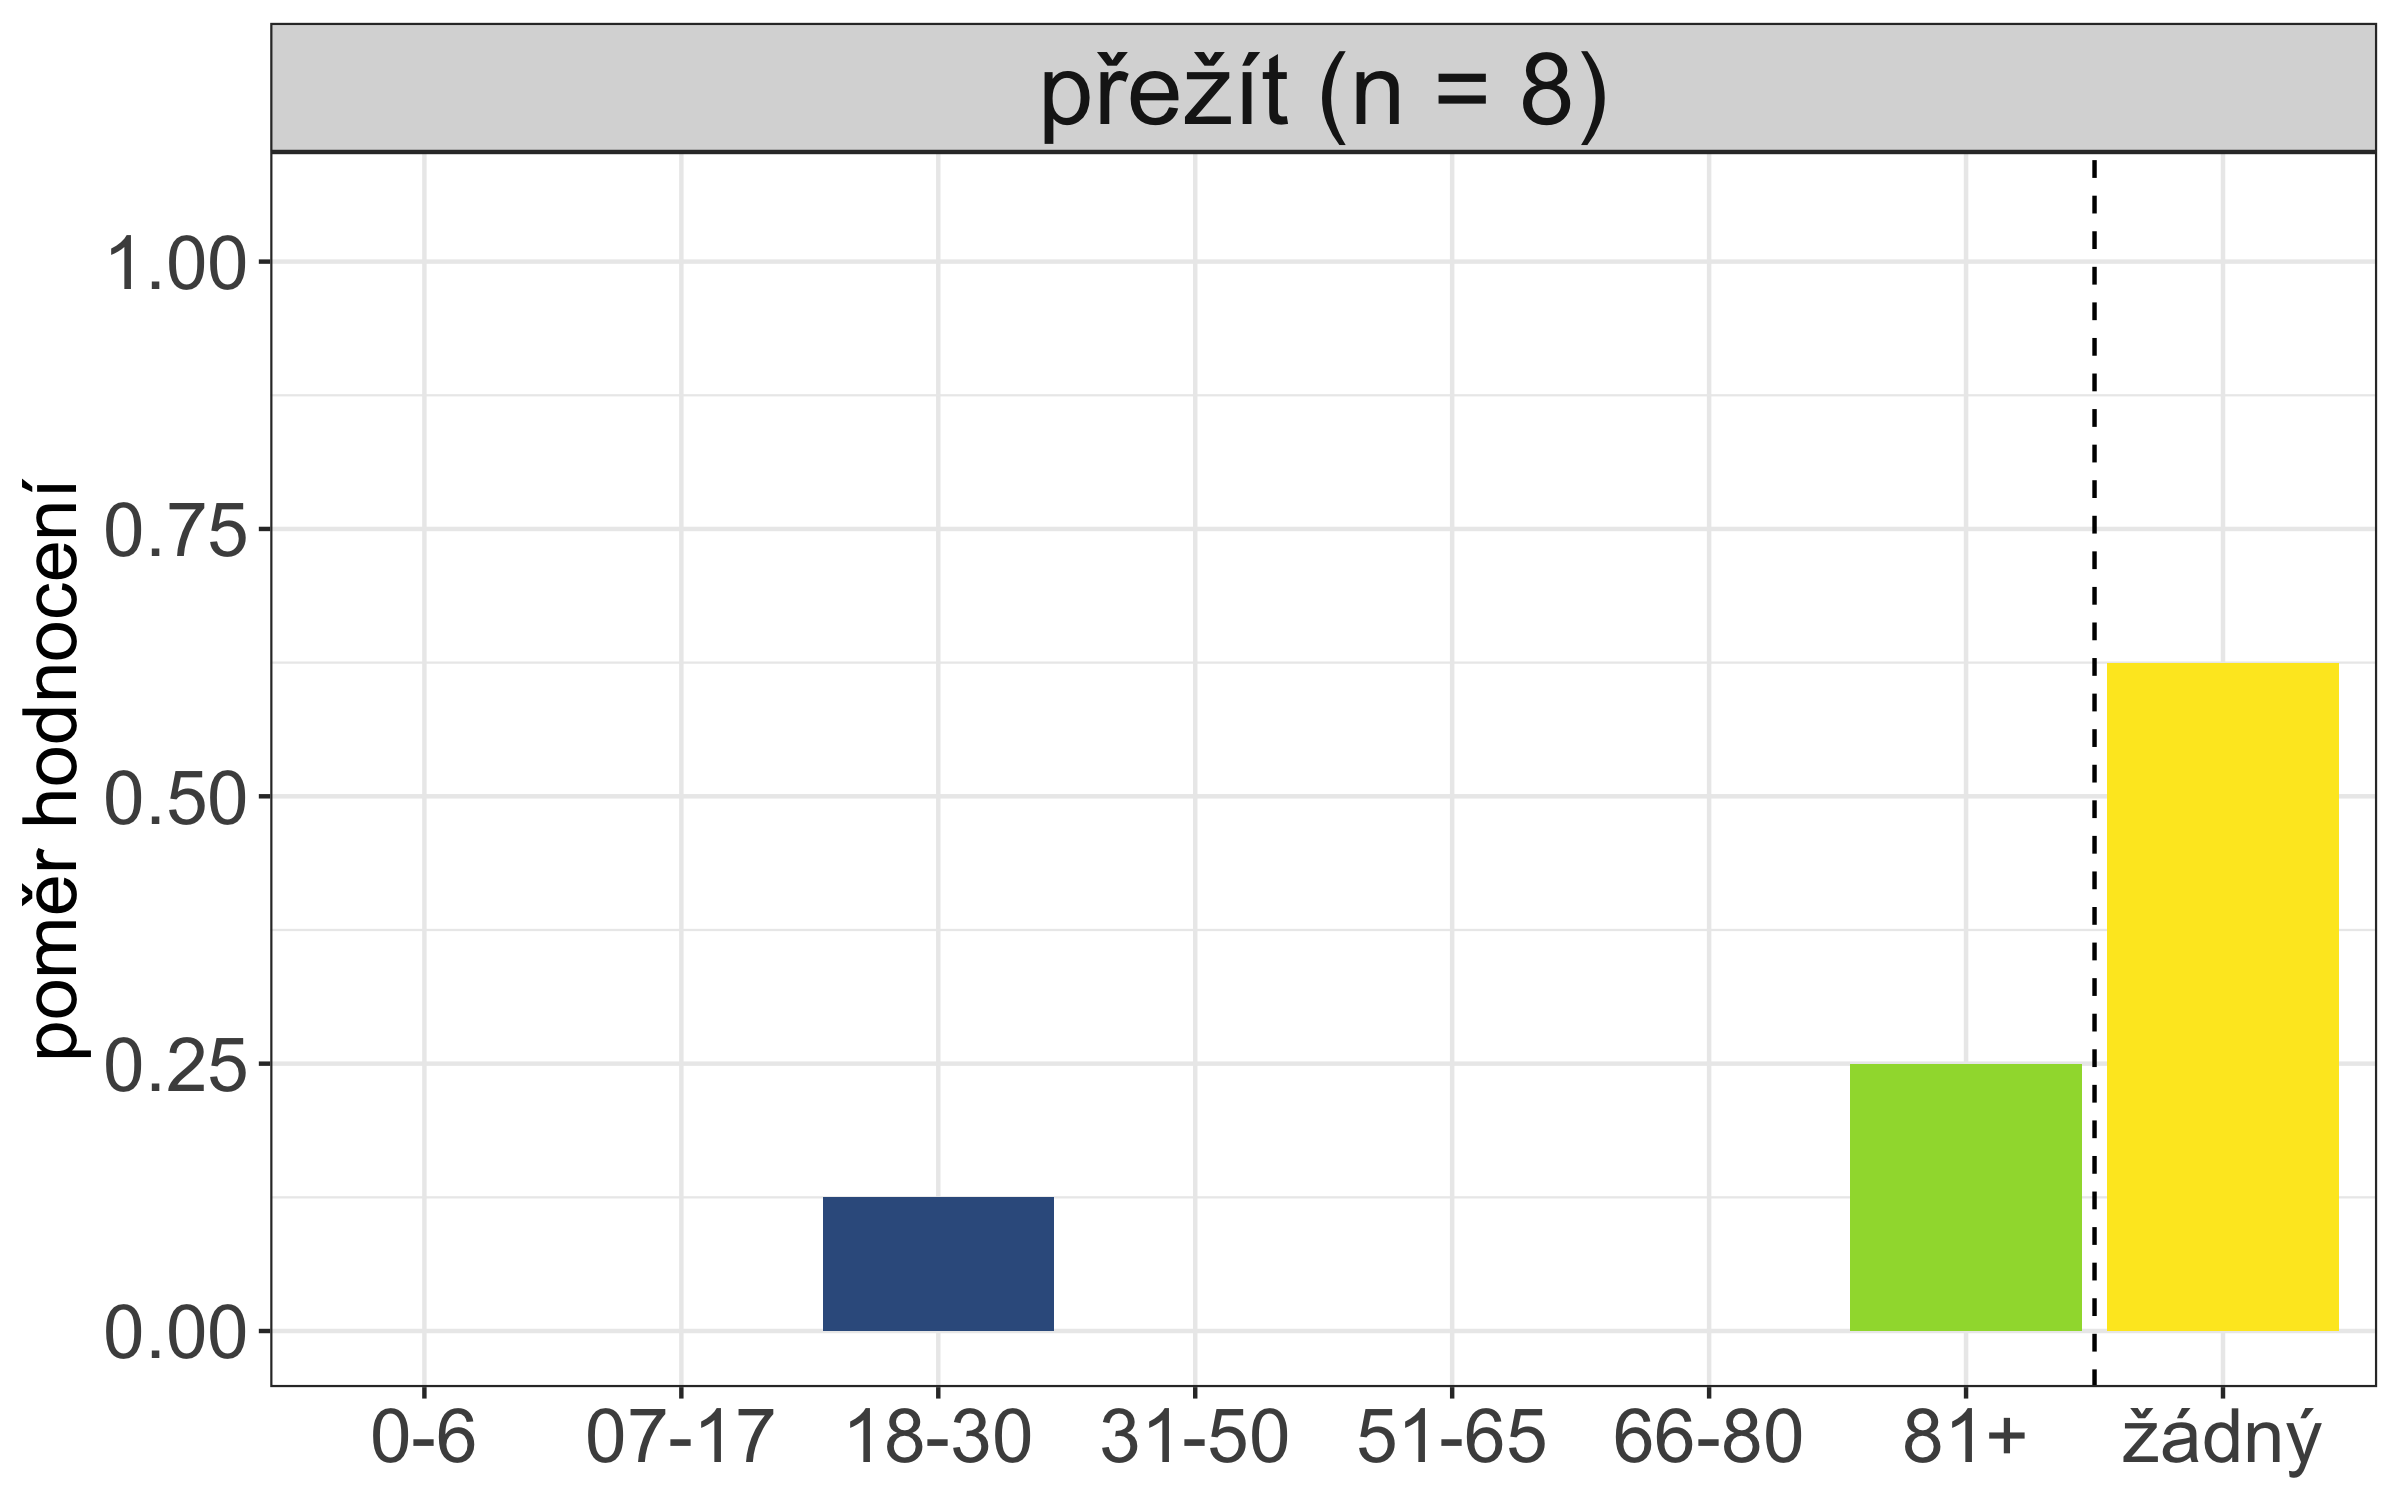 přežít (n = 8)
poměr hodnocení
1.00
0.75
0.50
0.25
0.00
0-6 07-17 18-30 31-50 51-65 66-80 81+ žádný